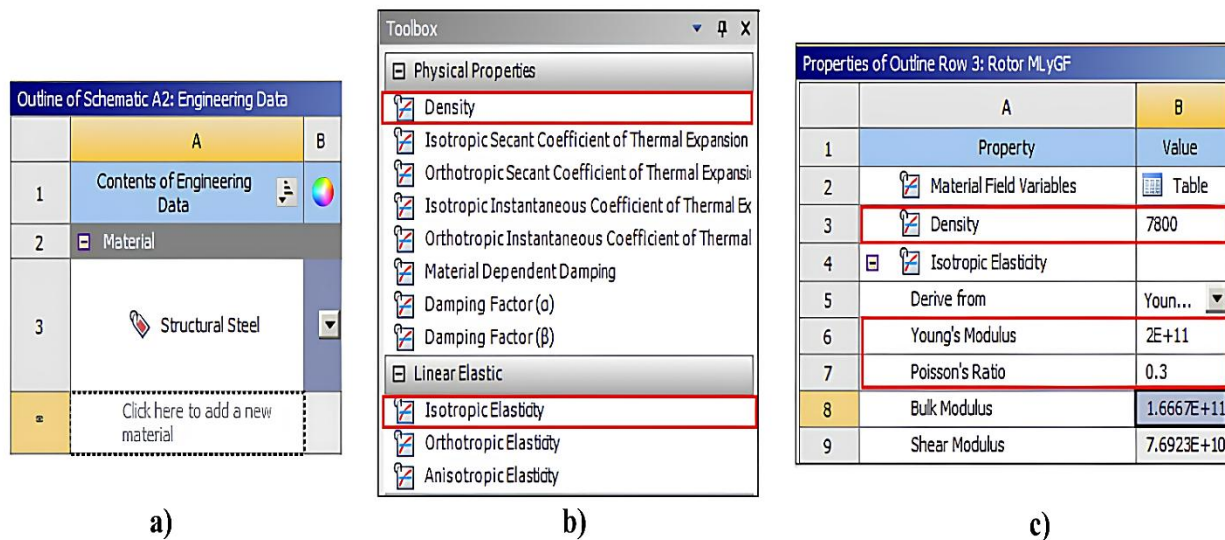 Outline of Schematic A2: Engineering Data
A B
1 Contents of Engineering
Data
2 Material
3 Structural Steel
Click here to add a new
material
a)
Toolbox
Physical Properties
Density
Isotropic Secant Coefficient of Thermal Expansion
Orthotropic Secant Coefficient of Thermal Expansi
Isotropic Instantaneous Coefficient of Thermal Ex
Orthotropic Instantaneous Coefficient of Thermal
Material Dependent Damping
Damping Factor (α)
Damping Factor (β)
Linear Elastic
Isotropic Elasticity
Orthotropic Elasticity
Anisotropic Elasticity
b)
Properties of Outline Row 3: Rotor MLyGF
A B
1 Property Value
2 Material Field Variables Table
3 Density 7800
4 Isotropic Elasticity
5 Derive from Youn...
6 Young's Modulus 2E+11
7 Poisson's Ratio 0.3
8 Bulk Modulus 1.6667E+11
9 Shear Modulus 7.6923E+10
c)